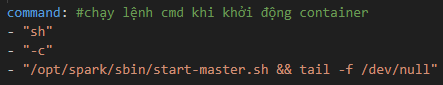 command: #chạy lệnh cmd khi khởi động container
- "sh"
- "-c"
- "/opt/spark/sbin/start-master.sh && tail -f /dev/null"